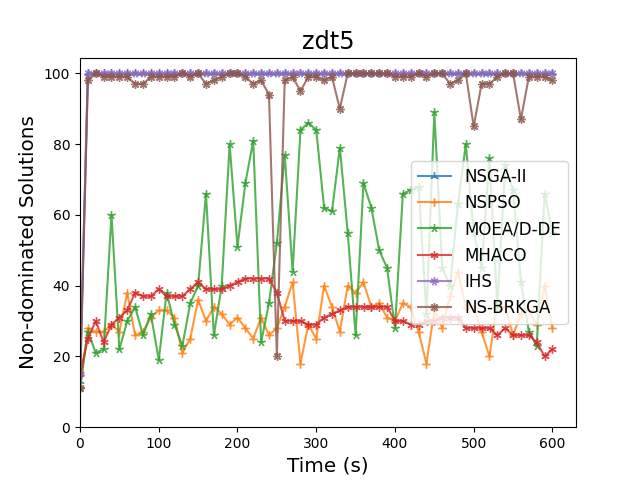 zdt5
Non-dominated Solutions
100
80
60
40
20
0
NSGA-II
NSPSO
MOEA/D-DE
MHACO
IHS
NS-BRKGA
0 100 200 300 400 500 600
Time (s)